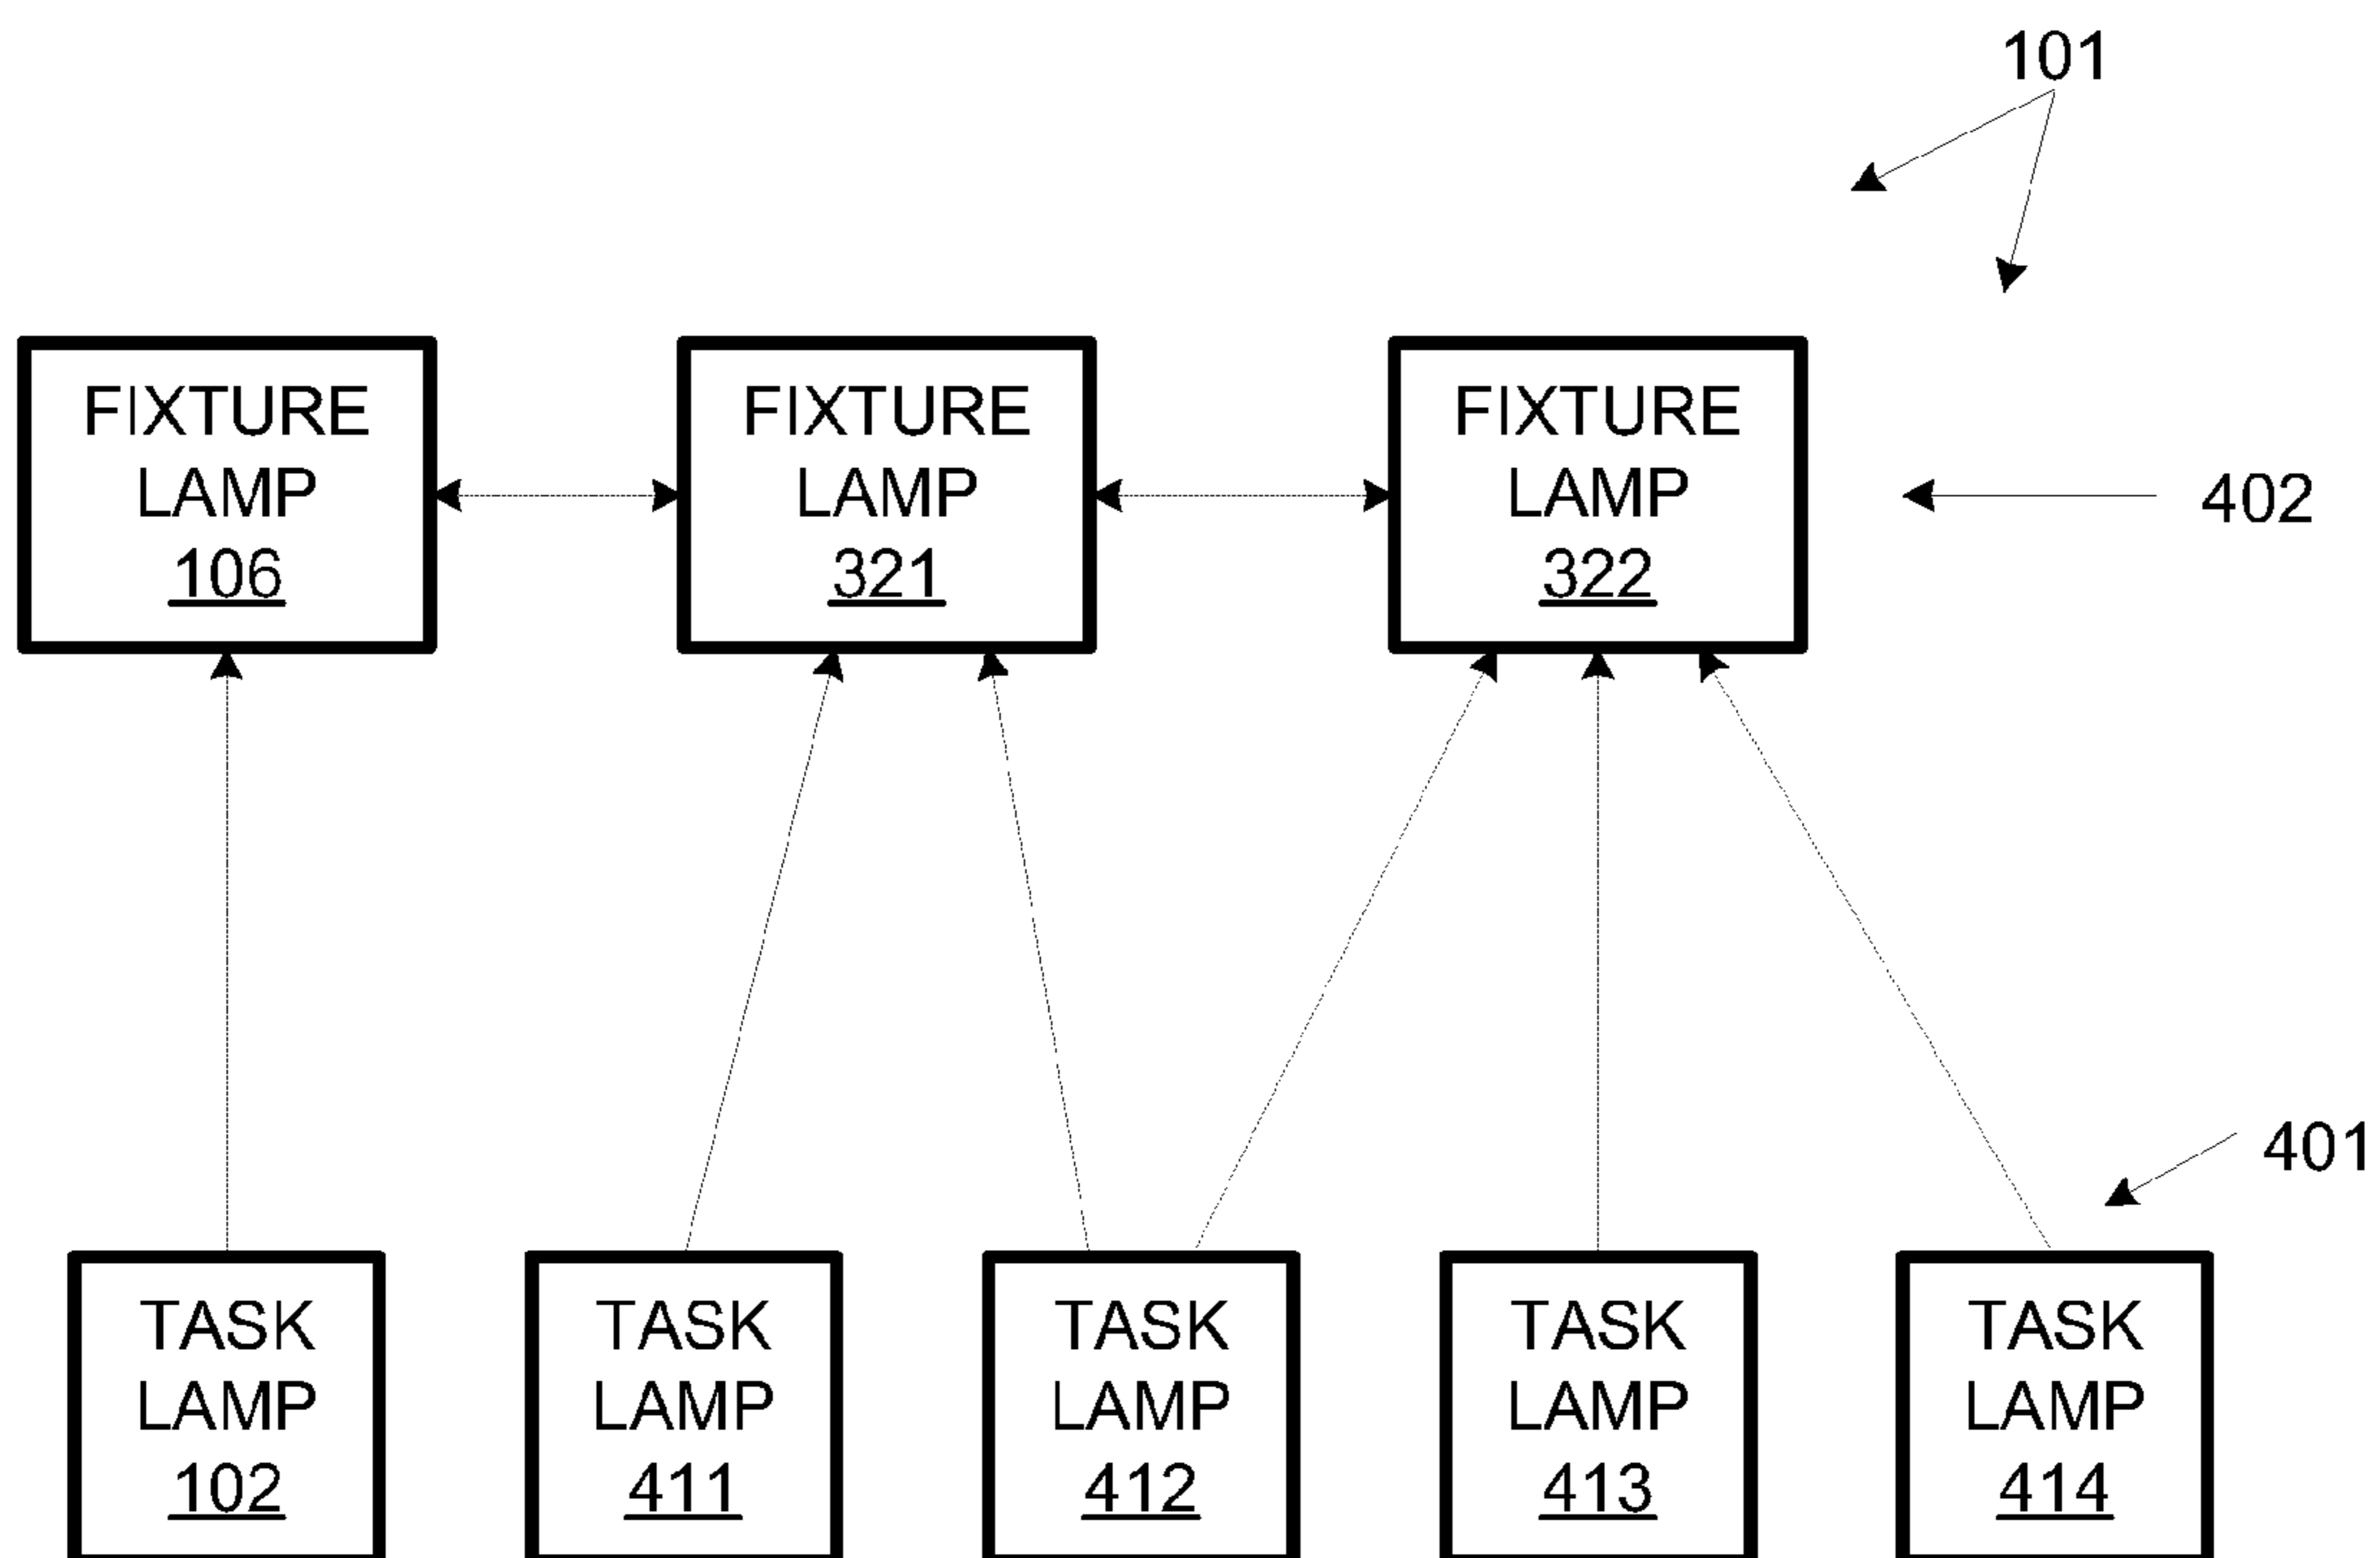 101
FIXTURE
LAMP
106
FIXTURE
LAMP
321
FIXTURE
LAMP
322
402
401
TASK
LAMP
102
TASK
LAMP
411
TASK
LAMP
412
TASK
LAMP
413
TASK
LAMP
414